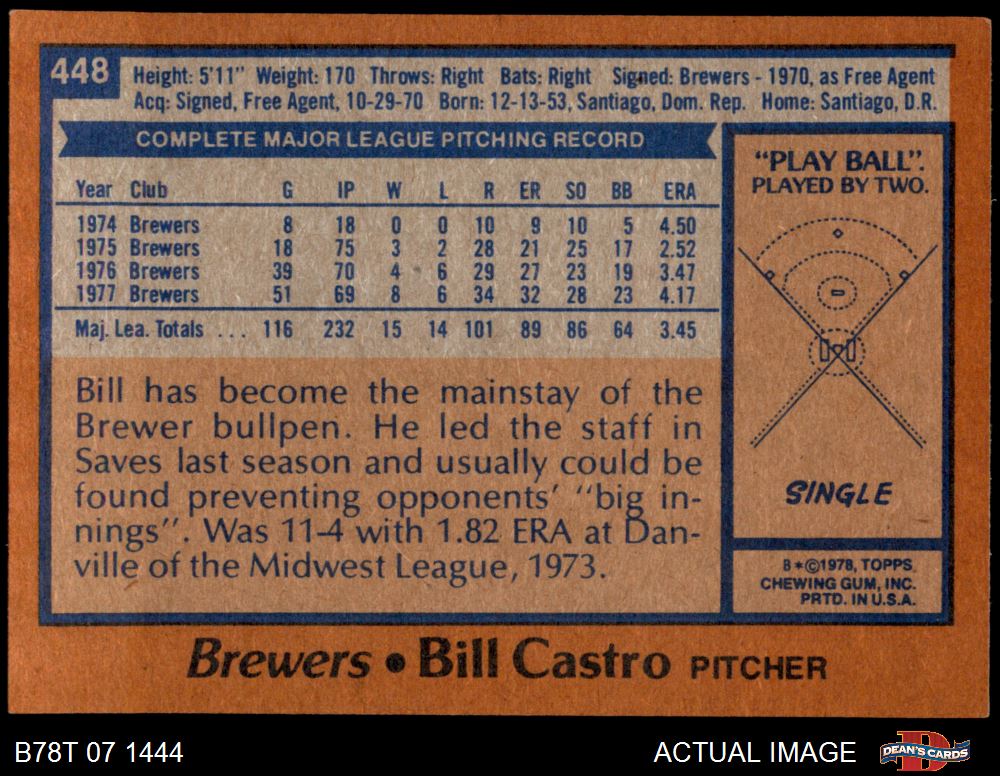 448
Height: 5'11" Weight: 170 Throws: Right Bats: Right Signed: Brewers - 1970, as Free Agent
Acq: Signed, Free Agent, 10-29-70 Born: 12-13-53, Santiago, Dom. Rep. Home: Santiago, D.R.
COMPLETE MAJOR LEAGUE PITCHING RECORD
Year Club G IP W L R ER SO BB ERA
1974 Brewers 8 18 0 0 10 9 10 5 4.50
1975 Brewers 18 75 3 2 28 21 25 17 2.52
1976 Brewers 39 70 4 6 29 27 23 19 3.47
1977 Brewers 51 69 8 6 34 32 28 23 4.17
Maj. Lea. Totals ... 116 232 15 14 101 89 86 64 3.45
Bill has become the mainstay of the
Brewer bullpen. He led the staff in
Saves last season and usually could be
found preventing opponents' "big in-
nings". Was 11-4 with 1.82 ERA at Dan-
ville of the Midwest League, 1973.
"PLAY BALL".
PLAYED BY TWO.
SINGLE
B*©1978, TOPPS
CHEWING GUM, INC.
PRTD. IN U.S.A.
Brewers • Bill Castro PITCHER
B78T 07 1444
ACTUAL IMAGE
D
DEAN'S CARDS